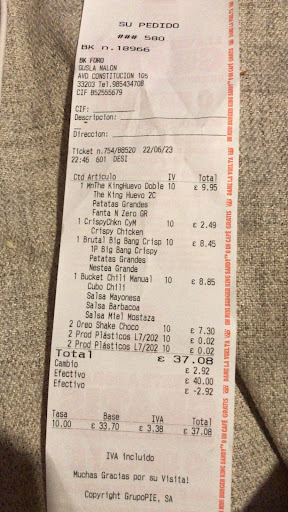 SU PEDIDO
### 580
BK n.18966
BK FORO
GUSLA NALON
AVD CONSTITUCION 105
33203 Tel.985434708
CIF B52555679
CIF:
Descripcion:
Direccion:
Ticket n.754/88520 22/06/23
22:46 601 DESI
Ctd Articulo IV Total
1 MnThe KingHuevo Doble 10 € 9.95
The King Huevo 2C
Patatas Grandes
Fanta N Zero GR
1 CrispyChkn CyM 10 € 2.49
Crispy Chicken
1 Brutal Big Bang Crisp 10 € 8.45
1P Big Bang Crispy
Patatas Grandes
Nestea Grande
1 Bucket Chili Manual 10 € 8.85
Cubo Chili
Salsa Mayonesa
Salsa Barbacoa
Salsa Miel Mostaza
2 Oreo Shake Choco 10 € 7.30
2 Prod Plásticos L7/202 10 € 0.02
2 Prod Plásticos L7/202 10 € 0.02
Total € 37.08
Cambio € 2.92
Efectivo € 40.00
Efectivo € -2.92
Tasa Base IVA Total
10.00 € 33.70 € 3.38 € 37.08
IVA incluido
Muchas Gracias por su Visita!
Copyright GrupoPIE, SA